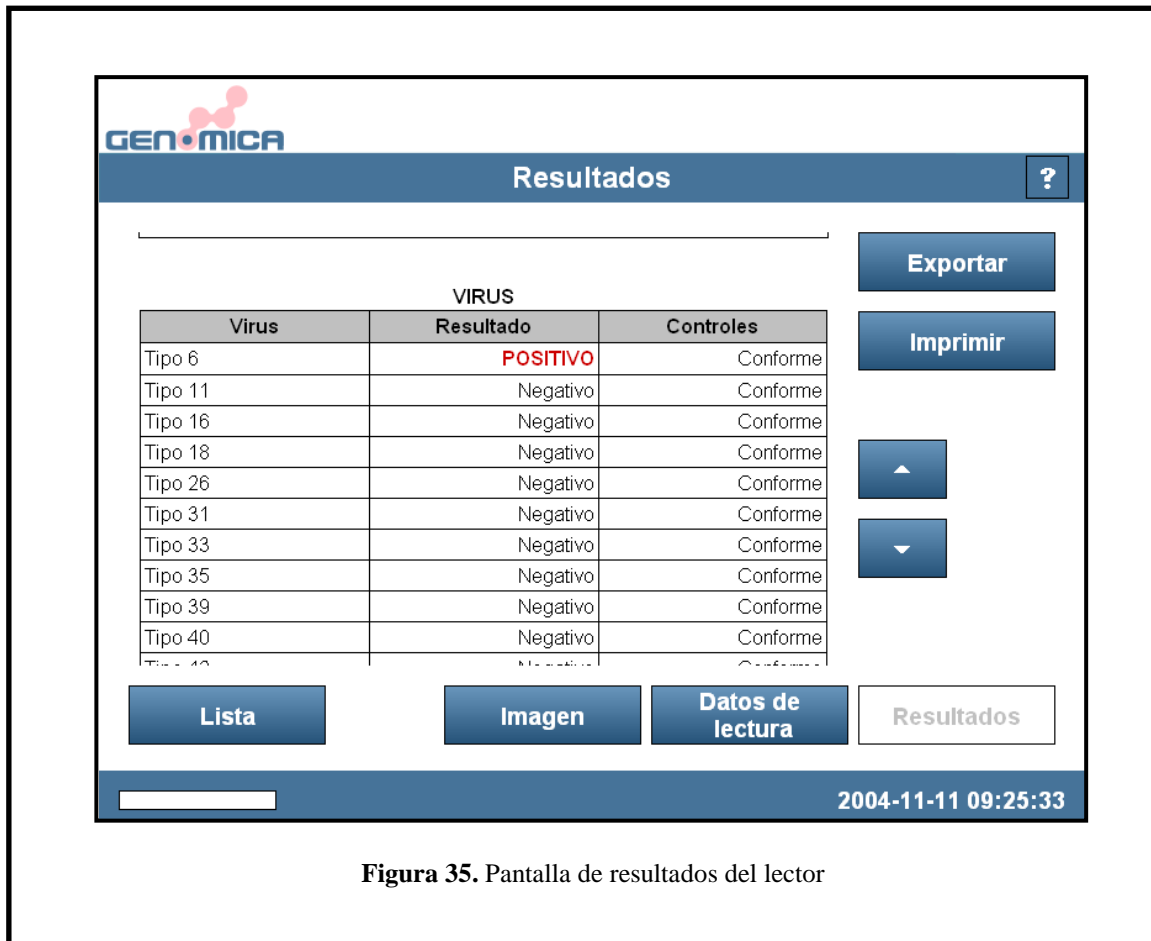 GENOMICA
Resultados
?
Exportar
Imprimir
VIRUS
Virus Resultado Controles
Tipo 6 POSITIVO Conforme
Tipo 11 Negativo Conforme
Tipo 16 Negativo Conforme
Tipo 18 Negativo Conforme
Tipo 26 Negativo Conforme
Tipo 31 Negativo Conforme
Tipo 33 Negativo Conforme
Tipo 35 Negativo Conforme
Tipo 39 Negativo Conforme
Tipo 40 Negativo Conforme
Lista
Imagen
Datos de
lectura
Resultados
2004-11-11 09:25:33
Figura 35. Pantalla de resultados del lector